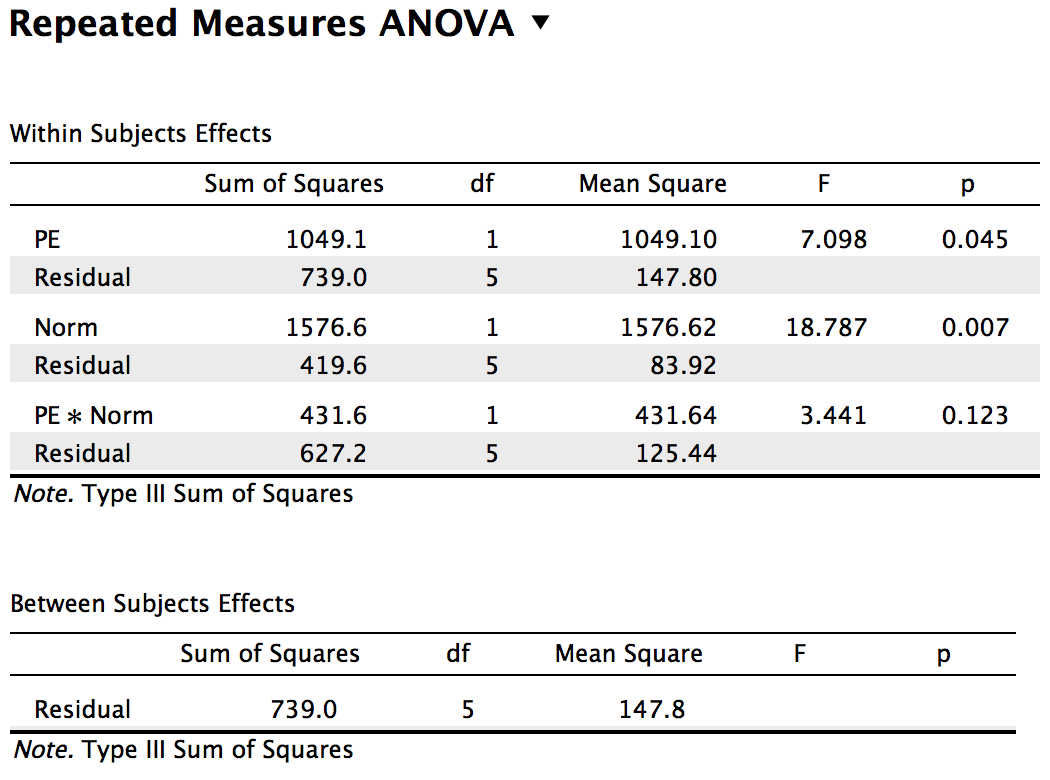 Repeated Measures ANOVA ▼
Within Subjects Effects
Sum of Squares df Mean Square F p
PE 1049.1 1 1049.10 7.098 0.045
Residual 739.0 5 147.80
Norm 1576.6 1 1576.62 18.787 0.007
Residual 419.6 5 83.92
PE ∗ Norm 431.6 1 431.64 3.441 0.123
Residual 627.2 5 125.44
Note. Type III Sum of Squares
Between Subjects Effects
Sum of Squares df Mean Square F p
Residual 739.0 5 147.8
Note. Type III Sum of Squares